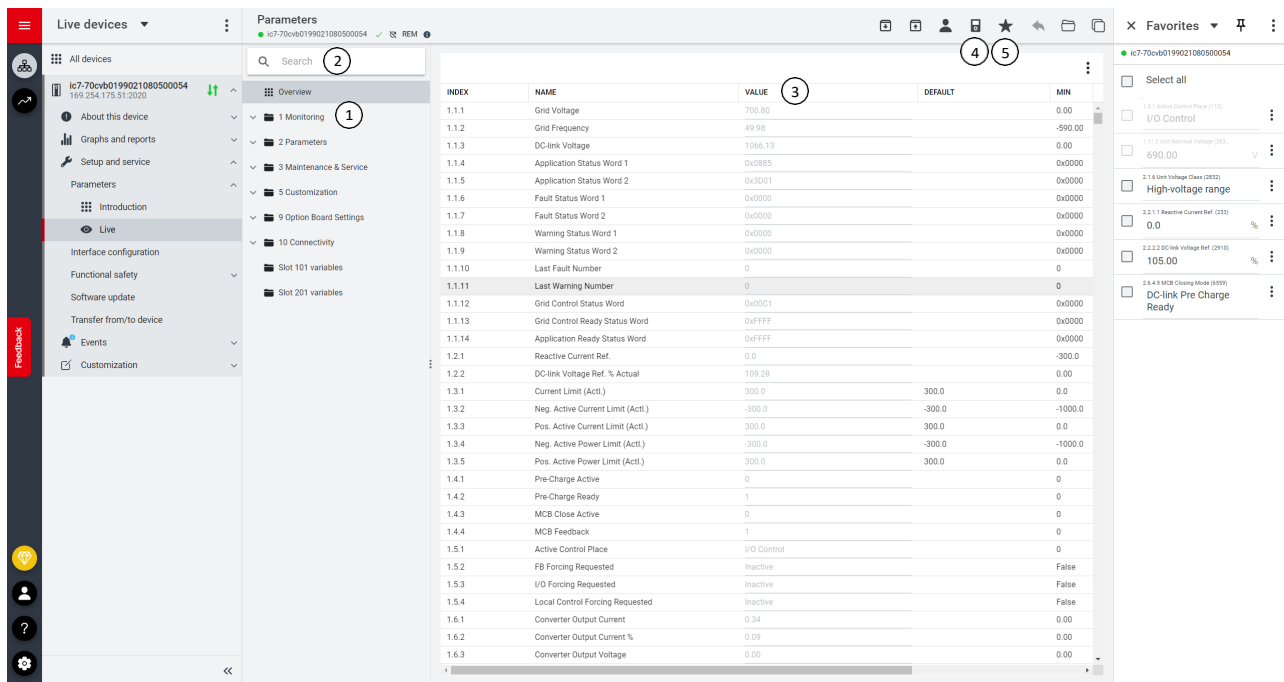 Live devices
Parameters
ic7-70cvb0199021080500054
REM
4
5
Favorites
ic7-70cvb0199021080500054
All devices
ic7-70cvb0199021080500054
169.254.175.51:2020
About this device
Graphs and reports
Setup and service
Parameters
Introduction
Live
Interface configuration
Functional safety
Software update
Transfer from/to device
Events
Customization
Feedback
Search
2
Overview
1
1 Monitoring
2 Parameters
3 Maintenance & Service
5 Customization
9 Option Board Settings
10 Connectivity
Slot 101 variables
Slot 201 variables
3
INDEX NAME VALUE DEFAULT MIN
1.1.1 Grid Voltage 700.80 0.00
1.1.2 Grid Frequency 49.98 -590.00
1.1.3 DC-link Voltage 1066.13 0.00
1.1.4 Application Status Word 1 0x0885 0x0000
1.1.5 Application Status Word 2 0x3D01 0x0000
1.1.6 Fault Status Word 1 0x0000 0x0000
1.1.7 Fault Status Word 2 0x0000 0x0000
1.1.8 Warning Status Word 1 0x0000 0x0000
1.1.9 Warning Status Word 2 0x0000 0x0000
1.1.10 Last Fault Number 0 0
1.1.11 Last Warning Number 0 0
1.1.12 Grid Control Status Word 0x00C1 0x0000
1.1.13 Grid Control Ready Status Word 0xFFFF 0x0000
1.1.14 Application Ready Status Word 0xFFFF 0x0000
1.2.1 Reactive Current Ref. 0.0 -300.0
1.2.2 DC-link Voltage Ref. % Actual 109.28 0.00
1.3.1 Current Limit (Actl.) 300.0 300.0 0.0
1.3.2 Neg. Active Current Limit (Actl.) -300.0 -300.0 -1000.0
1.3.3 Pos. Active Current Limit (Actl.) 300.0 300.0 0.0
1.3.4 Neg. Active Power Limit (Actl.) -300.0 -300.0 -1000.0
1.3.5 Pos. Active Power Limit (Actl.) 300.0 300.0 0.0
1.4.1 Pre-Charge Active 0 0
1.4.2 Pre-Charge Ready 1 0
1.4.3 MCB Close Active 0 0
1.4.4 MCB Feedback 1 0
1.5.1 Active Control Place I/O Control 0
1.5.2 FB Forcing Requested Inactive False
1.5.3 I/O Forcing Requested Inactive False
1.5.4 Local Control Forcing Requested Inactive False
1.6.1 Converter Output Current 0.34 0.00
1.6.2 Converter Output Current % 0.09 0.00
1.6.3 Converter Output Voltage 0.00 0.00
Select all
1.5.1 Active Control Place (115)
I/O Control
1.11.2 Unit Nominal Voltage
690.00 V
2.1.6 Unit Voltage Class (2832)
High-voltage range
2.2.1.1 Reactive Current Ref. (233)
0.0 %
2.2.2.2 DC-link Voltage Ref. (2910)
105.00 %
2.6.4.9 MCB Closing Mode (6559)
DC-link Pre Charge
Ready